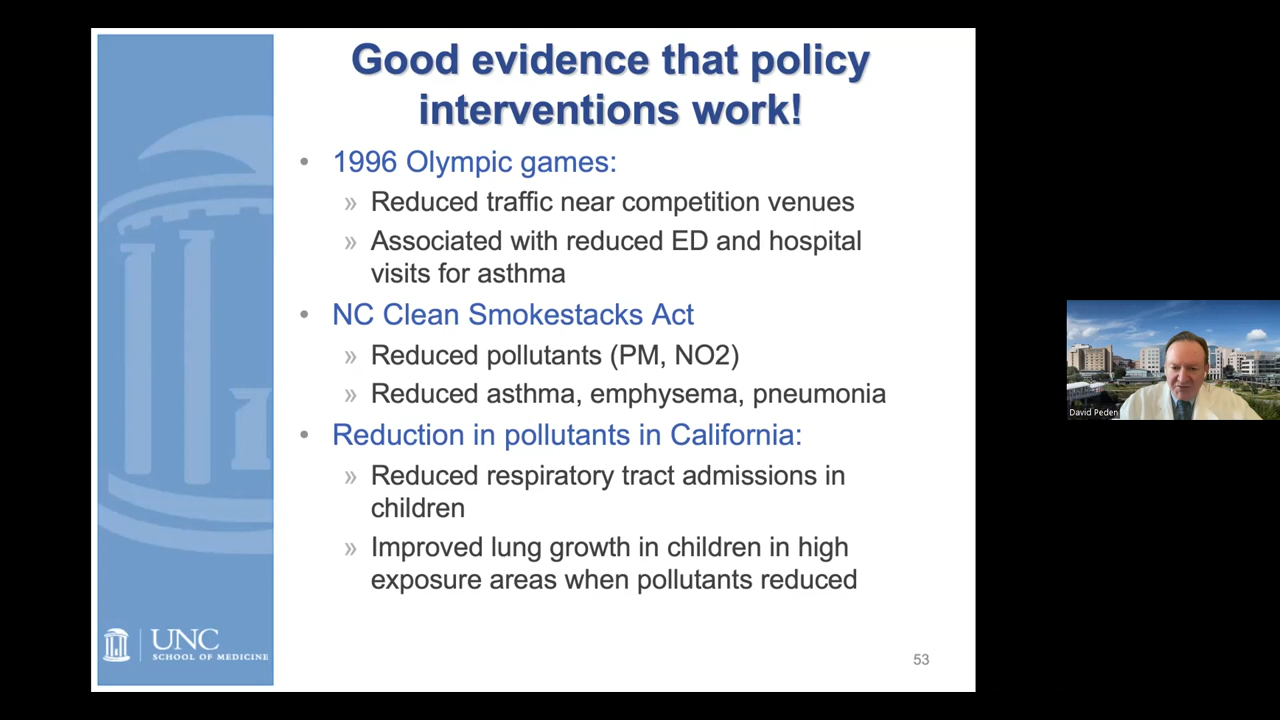 Good evidence that policy
interventions work!
• 1996 Olympic games:
» Reduced traffic near competition venues
» Associated with reduced ED and hospital
visits for asthma
• NC Clean Smokestacks Act
» Reduced pollutants (PM, NO2)
» Reduced asthma, emphysema, pneumonia
• Reduction in pollutants in California:
» Reduced respiratory tract admissions in
children
» Improved lung growth in children in high
exposure areas when pollutants reduced
UNC
SCHOOL OF MEDICINE
53
David Peden